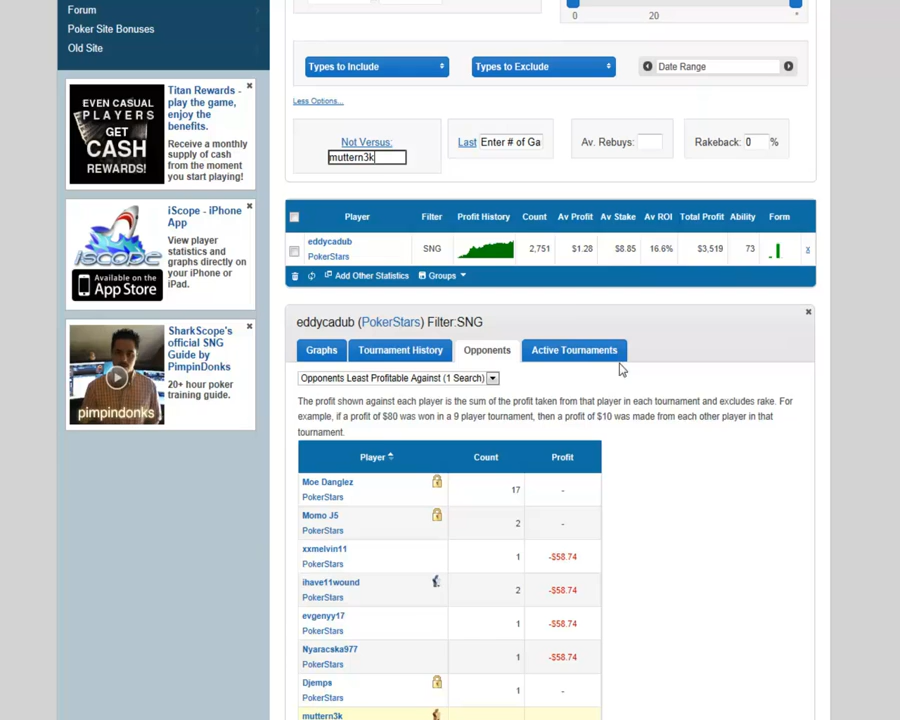 Forum
Poker Site Bonuses
Old Site
EVEN CASUAL
PLAYERS
GET
CASH
REWARDS!
Titan Rewards -
play the game,
enjoy the
benefits.
Receive a monthly
supply of cash
from the moment
you start playing!
iscope
Available on the
App Store
iScope - iPhone
App
View player
statistics and
graphs directly on
your iPhone or
iPad.
pimpindonks
SharkScope's
official SNG
Guide by
PimpinDonks
20+ hour poker
training guide.
0 20 *
Types to Include Types to Exclude Date Range
Less Options...
Not Versus:
muttern3k
Last Enter # of Ga
Av. Rebuys:
Rakeback: 0 %
Player Filter Profit History Count Av Profit Av Stake Av ROI Total Profit Ability Form
eddycadub
PokerStars
SNG 2,751 $1.28 $8.85 16.6% $3,519 73 x
Add Other Statistics Groups
eddycadub (PokerStars) Filter:SNG
Graphs Tournament History Opponents Active Tournaments
Opponents Least Profitable Against (1 Search)
The profit shown against each player is the sum of the profit taken from that player in each tournament and excludes rake. For
example, if a profit of $80 was won in a 9 player tournament, then a profit of $10 was made from each other player in that
tournament.
Player Count Profit
Moe Danglez
PokerStars
17 -
Momo J5
PokerStars
2 -
xxmelvin11
PokerStars
1 -$58.74
ihave11wound
PokerStars
2 -$58.74
evgenyy17
PokerStars
1 -$58.74
Nyaracska977
PokerStars
1 -$58.74
Djemps
PokerStars
1 -
muttern3k